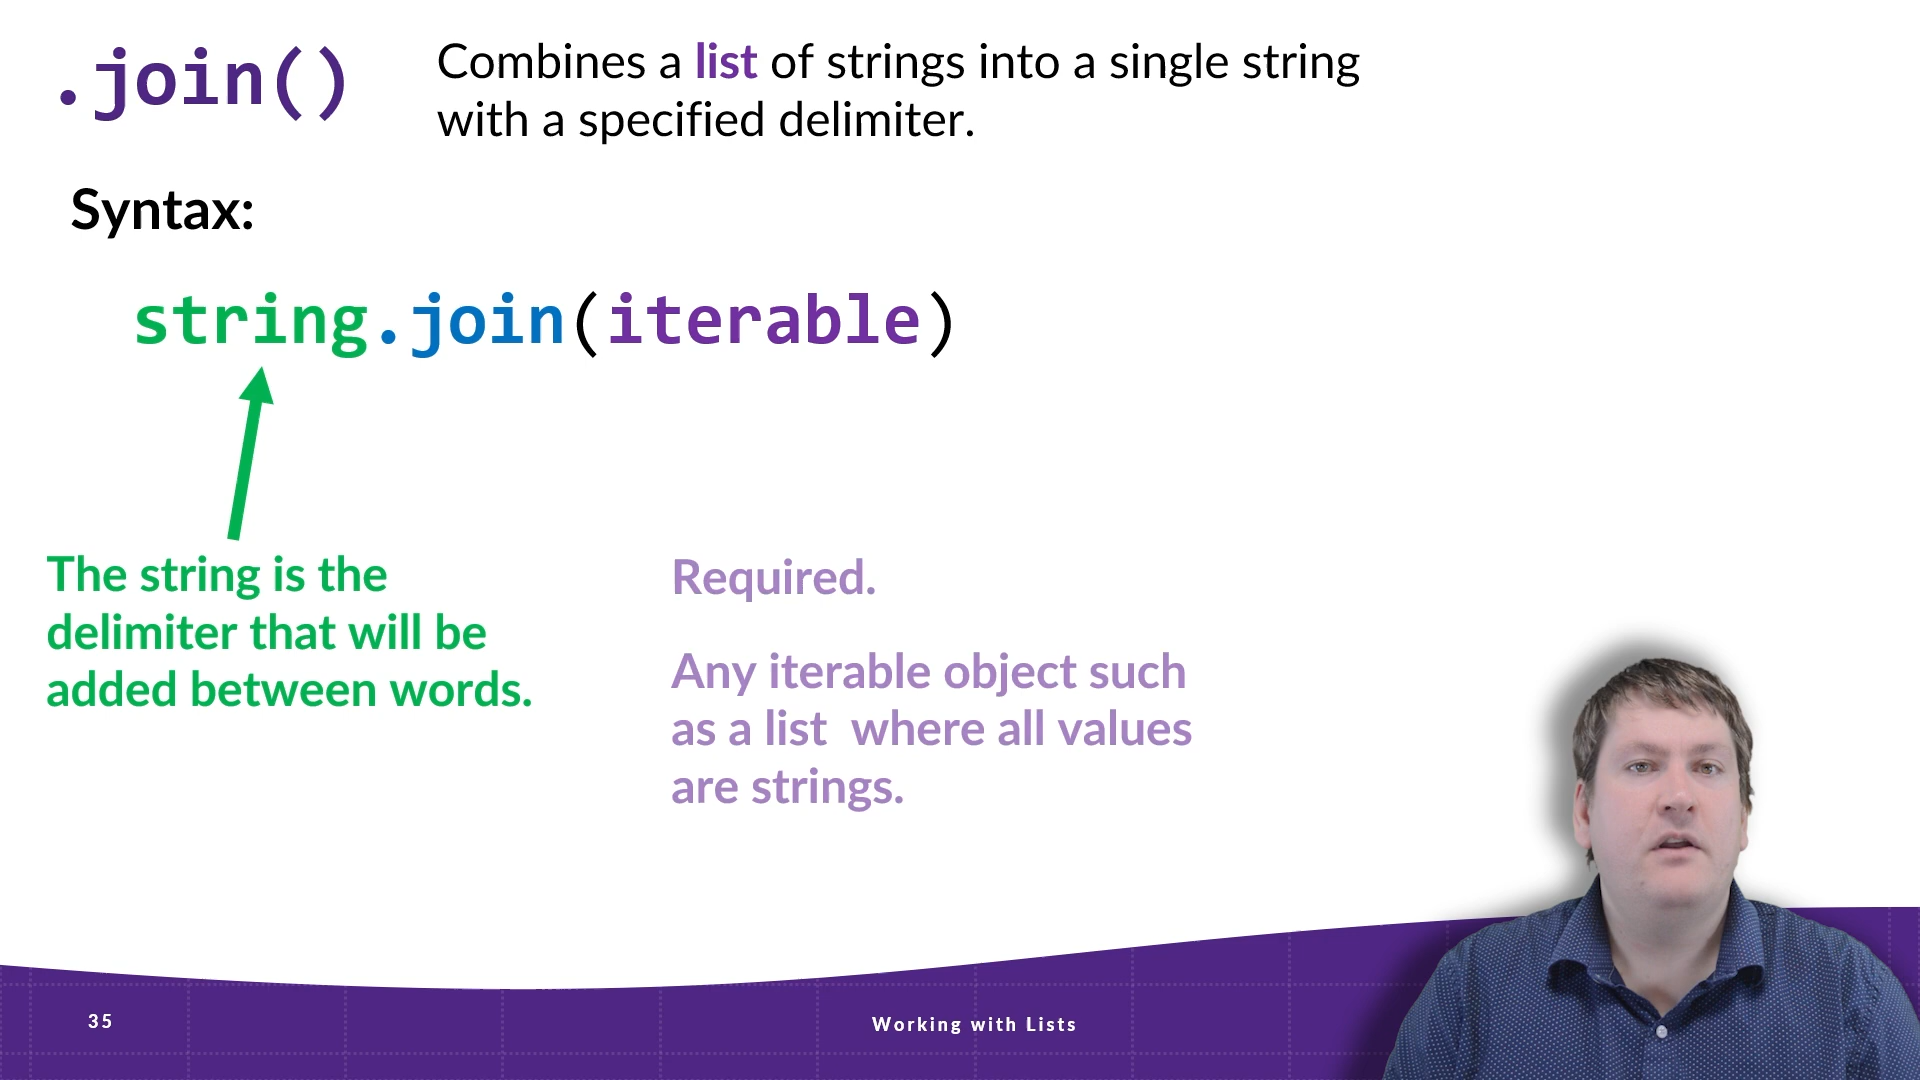 .join()
Combines a list of strings into a single string
with a specified delimiter.
Syntax:
string.join(iterable)
The string is the
delimiter that will be
added between words.
Required.
Any iterable object such
as a list  where all values
are strings.
35
Working with Lists